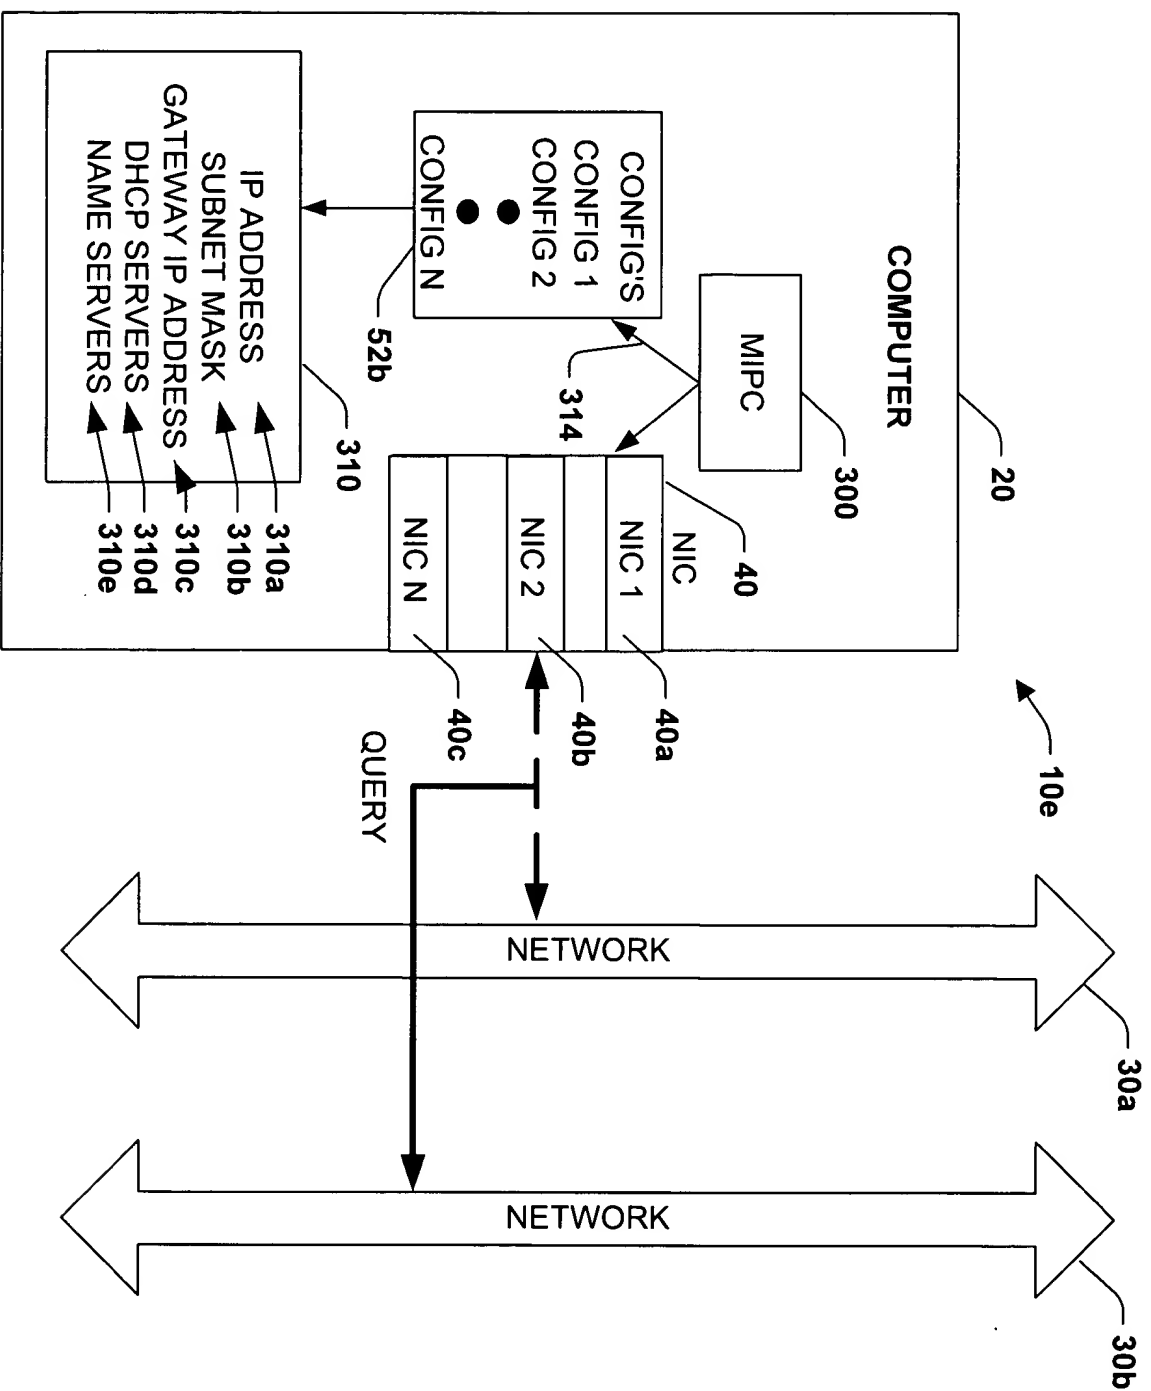 10e
20
COMPUTER
300
MIPC
314
CONFIG'S
CONFIG 1
CONFIG 2
CONFIG N
52b
40
NIC
NIC 1
NIC 2
NIC N
40a
40b
40c
310
IP ADDRESS
SUBNET MASK
GATEWAY IP ADDRESS
DHCP SERVERS
NAME SERVERS
310a
310b
310c
310d
310e
QUERY
NETWORK
30a
NETWORK
30b